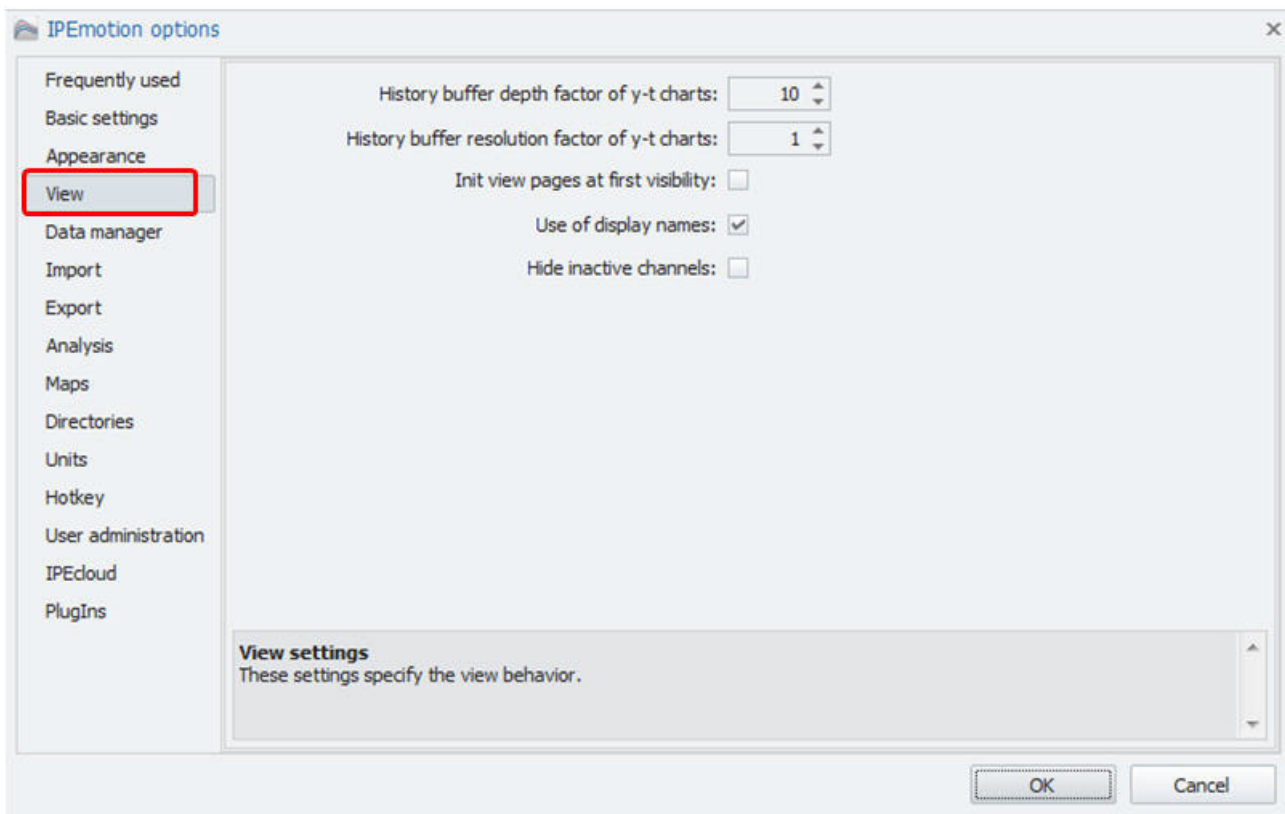 IPEmotion options
Frequently used
Basic settings
Appearance
View
Data manager
Import
Export
Analysis
Maps
Directories
Units
Hotkey
User administration
IPEcloud
PlugIns
History buffer depth factor of y-t charts: 10
History buffer resolution factor of y-t charts: 1
Init view pages at first visibility:
Use of display names:
Hide inactive channels:
View settings
These settings specify the view behavior.
OK Cancel